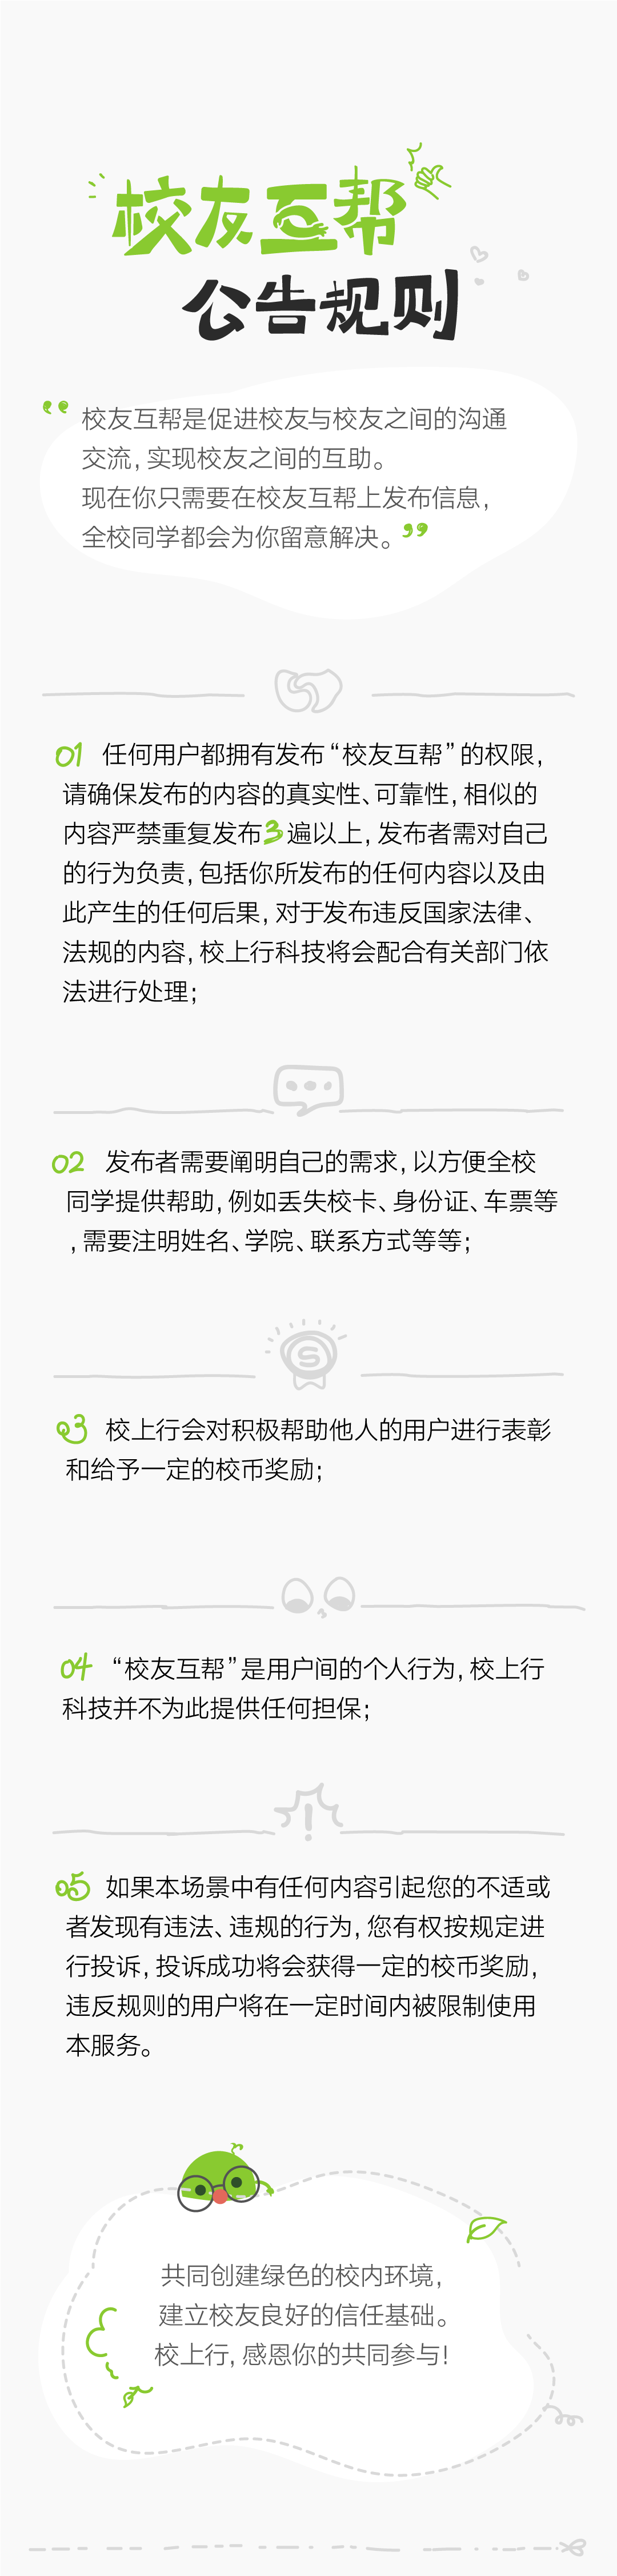 校友互帮
公告规则
“校友互帮是促进校友与校友之间的沟通
交流,实现校友之间的互助。
现在你只需要在校友互帮上发布信息,
全校同学都会为你留意解决。”
01 任何用户都拥有发布“校友互帮”的权限,
请确保发布的内容的真实性、可靠性,相似的
内容严禁重复发布3遍以上,发布者需对自己
的行为负责,包括你所发布的任何内容以及由
此产生的任何后果,对于发布违反国家法律、
法规的内容,校上行科技将会配合有关部门依
法进行处理;
02 发布者需要阐明自己的需求,以方便全校
同学提供帮助,例如丢失校卡、身份证、车票等
,需要注明姓名、学院、联系方式等等;
03 校上行会对积极帮助他人的用户进行表彰
和给予一定的校币奖励;
04 “校友互帮”是用户间的个人行为,校上行
科技并不为此提供任何担保;
05 如果本场景中有任何内容引起您的不适或
者发现有违法、违规的行为,您有权按规定进
行投诉,投诉成功将会获得一定的校币奖励,
违反规则的用户将在一定时间内被限制使用
本服务。
共同创建绿色的校内环境,
建立校友良好的信任基础。
校上行,感恩你的共同参与!